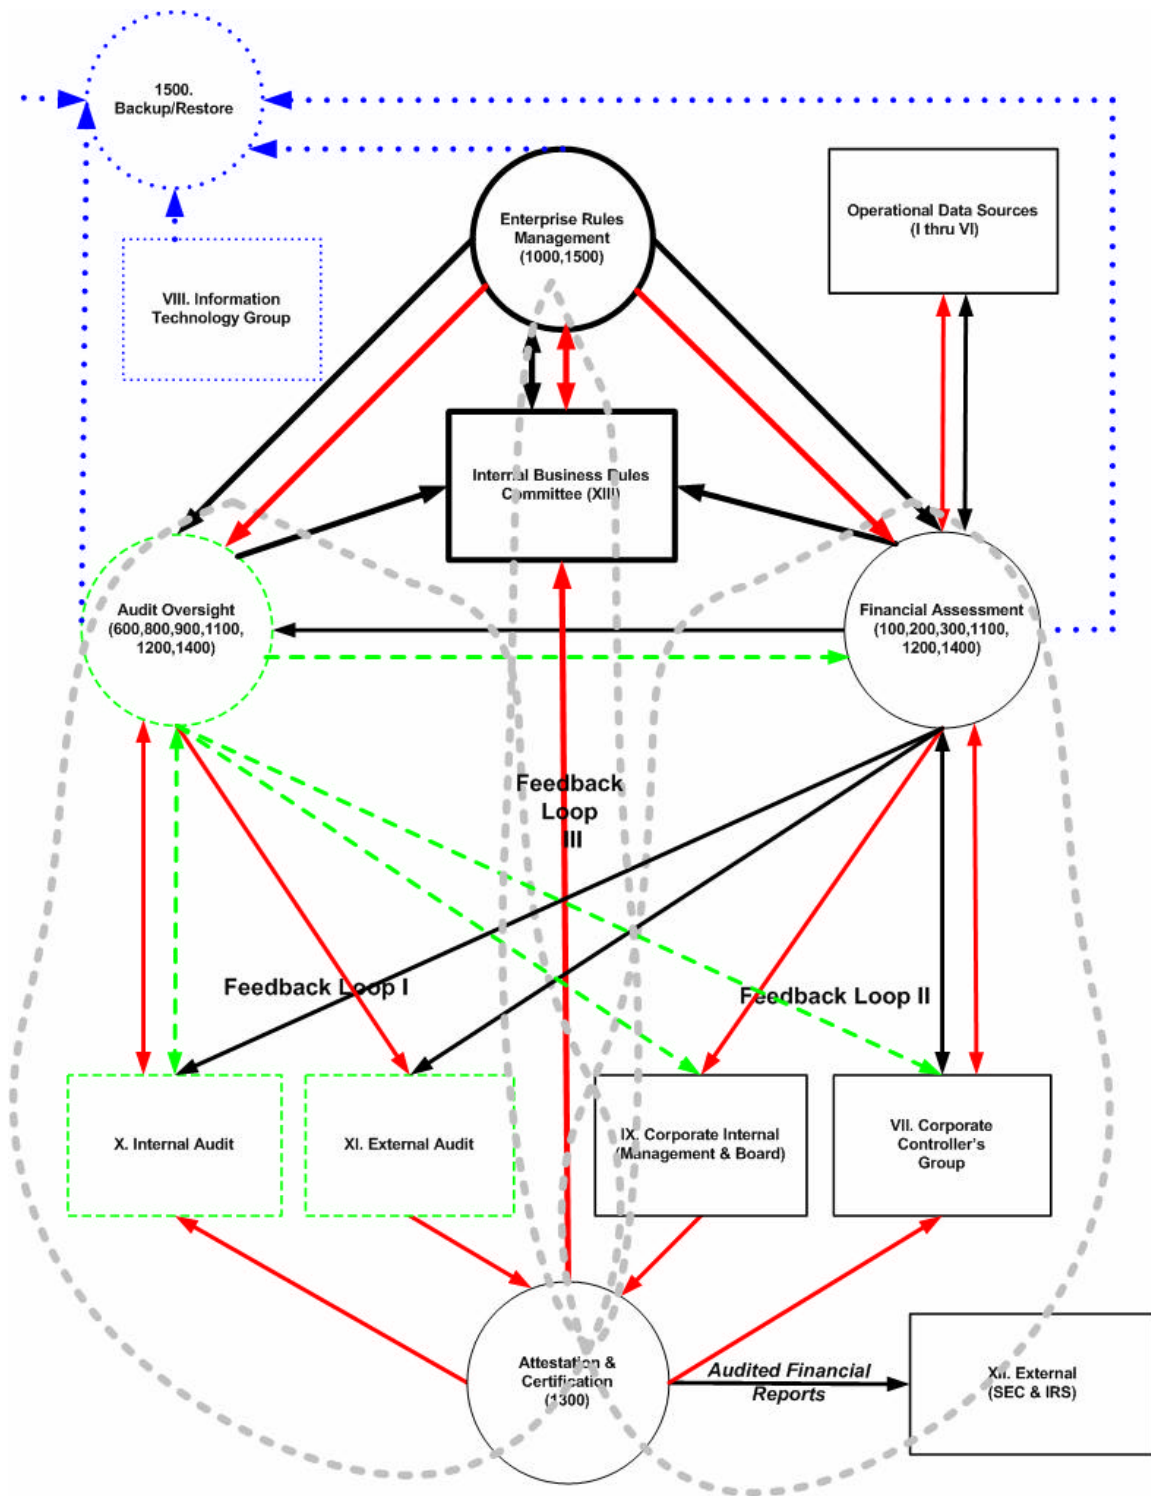 1500.
Backup/Restore
Enterprise Rules
Management
(1000,1500)
Operational Data Sources
(I thru VI)
VIII. Information
Technology Group
Internal Business Rules
Committee (XIII)
Audit Oversight
(600,800,900,1100,
1200,1400)
Financial Assessment
(100,200,300,1100,
1200,1400)
Feedback
Loop
III
Feedback Loop I
Feedback Loop II
X. Internal Audit
XI. External Audit
IX. Corporate Internal
(Management & Board)
VII. Corporate
Controller's
Group
Attestation &
Certification
(1300)
Audited Financial
Reports
XII. External
(SEC & IRS)